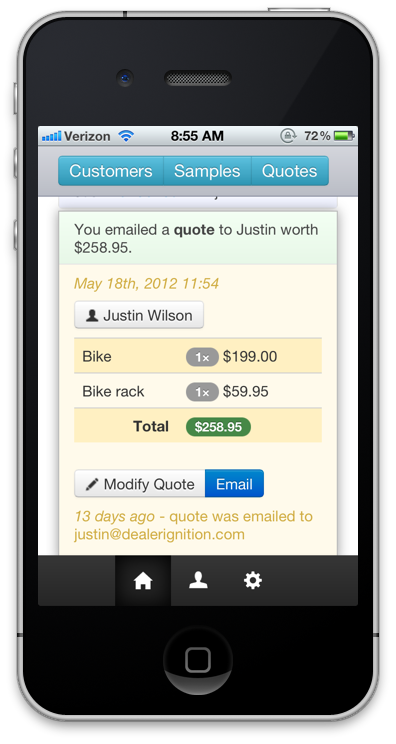 Verizon 8:55 AM 72%
Customers Samples Quotes
You emailed a quote to Justin worth
$258.95.
May 18th, 2012 11:54
Justin Wilson
Bike 1× $199.00
Bike rack 1× $59.95
Total $258.95
Modify Quote Email
13 days ago - quote was emailed to
justin@dealerignition.com